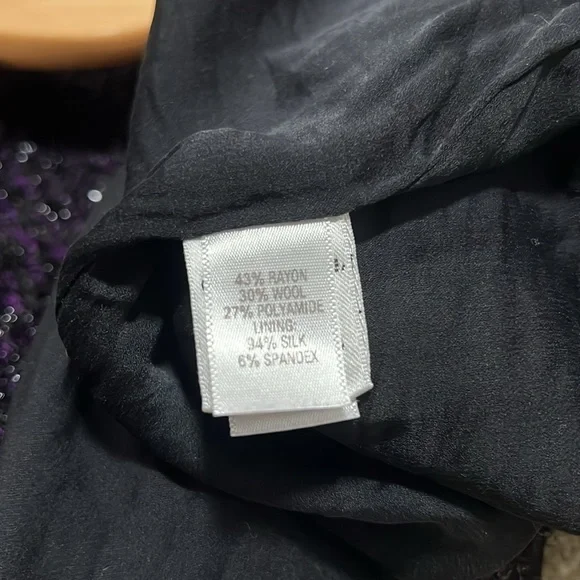 43% RAYON
30% WOOL
27% POLYAMIDE
LINING:
94% SILK
6% SPANDEX